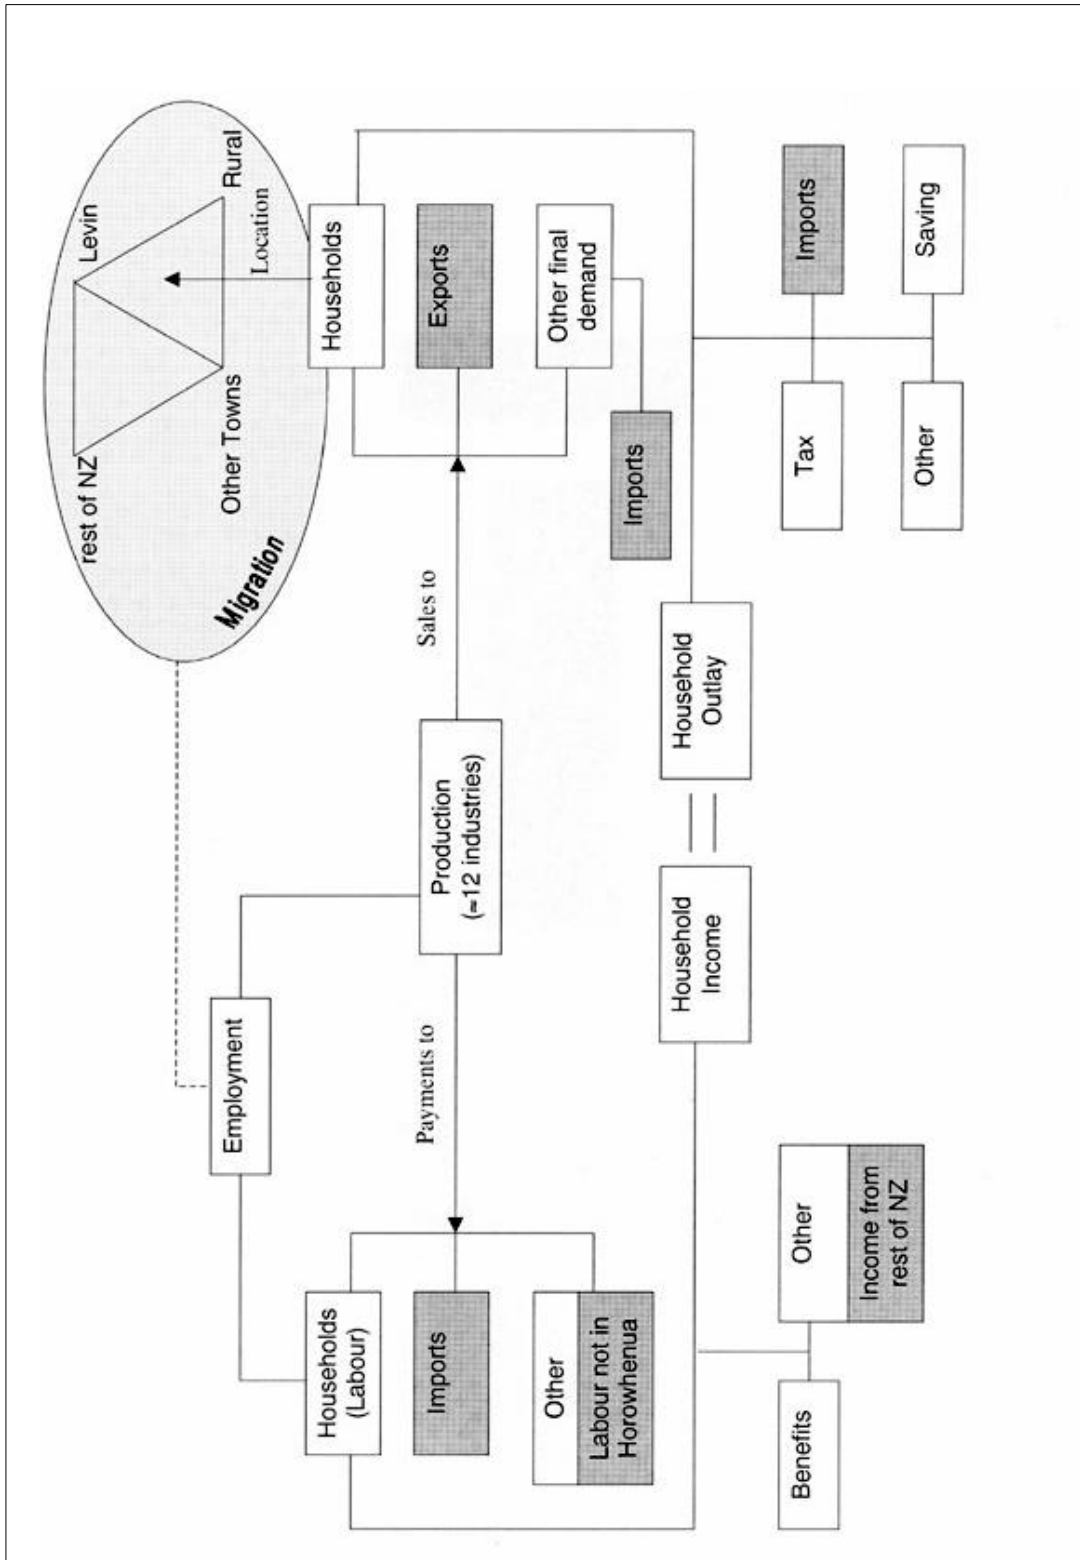 rest of NZ
Levin
Other Towns
Rural
Migration
Location
Employment
Households
(Labour)
Imports
Other
Labour not in
Horowhenua
Payments to
Production
(≈12 industries)
Sales to
Households
Exports
Other final
demand
Imports
Household
Income
Household
Outlay
Benefits
Other
Income from
rest of NZ
Tax
Imports
Other
Saving